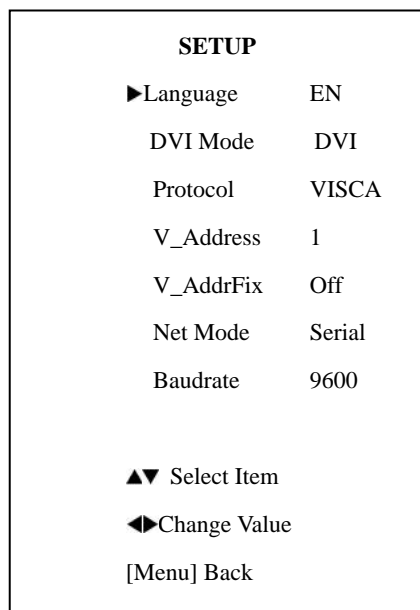 SETUP
▶Language EN
DVI Mode DVI
Protocol VISCA
V_Address 1
V_AddrFix Off
Net Mode Serial
Baudrate 9600
▲▼ Select Item
◀▶Change Value
[Menu] Back